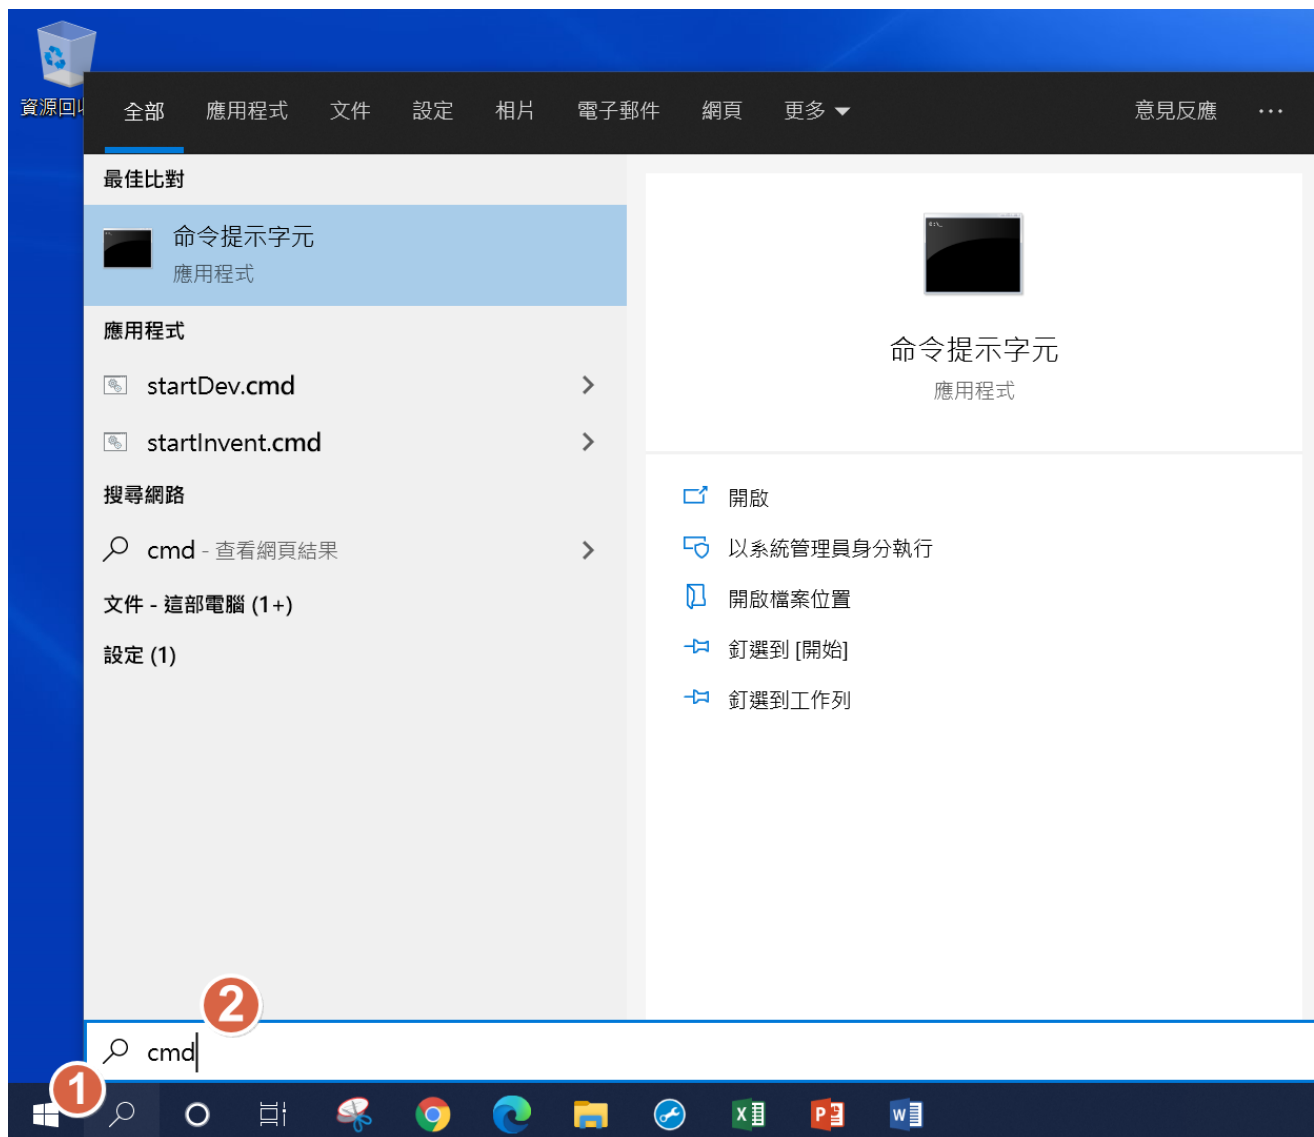 資源回
全部 應用程式 文件 設定 相片 電子郵件 網頁 更多 意見反應 ...
最佳比對
命令提示字元
應用程式
應用程式
startDev.cmd
startInvent.cmd
搜尋網路
cmd - 查看網頁結果
文件 - 這部電腦 (1+)
設定 (1)
命令提示字元
應用程式
開啟
以系統管理員身分執行
開啟檔案位置
釘選到 [開始]
釘選到工作列
2
cmd
1